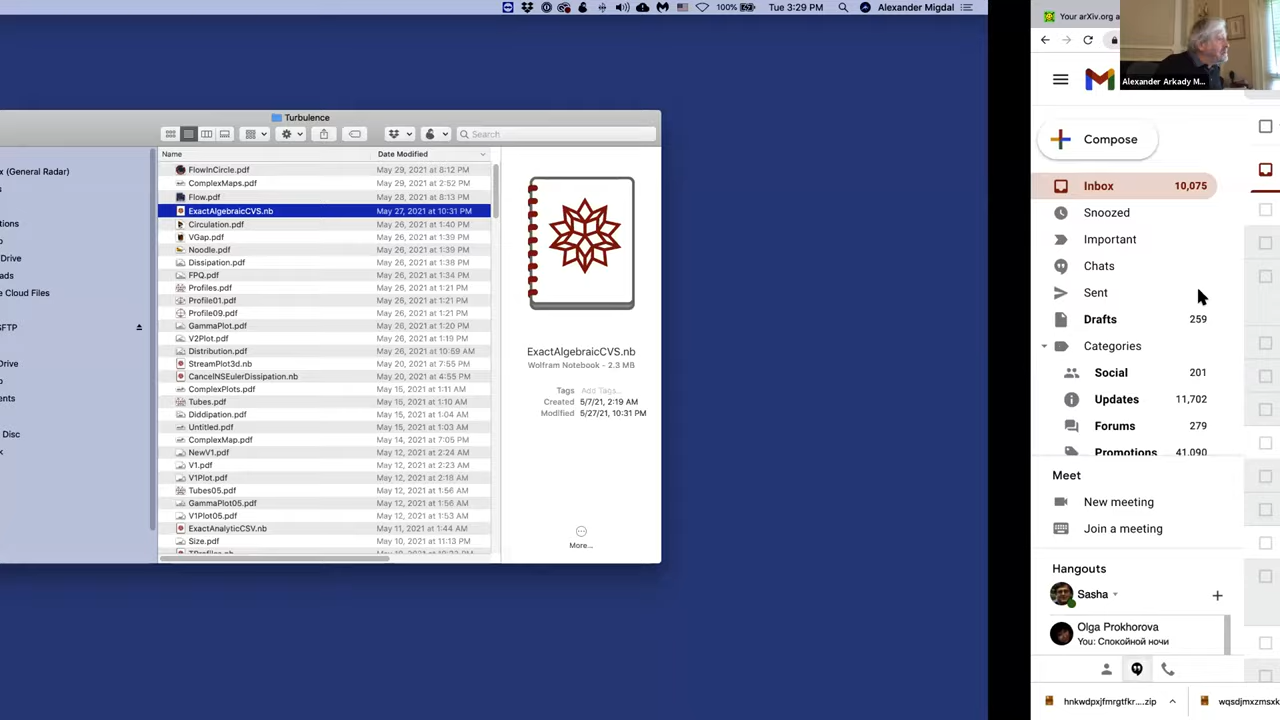 100%
Tue 3:29 PM
Alexander Migdal
Turbulence
Search
x (General Radar)
s
tions
p
Drive
ads
e Cloud Files
SFTP
Drive
p
ents
Disc
k
Name
Date Modified
FlowInCircle.pdf May 29, 2021 at 8:12 PM
ComplexMaps.pdf May 29, 2021 at 2:52 PM
Flow.pdf May 28, 2021 at 8:13 PM
ExactAlgebraicCVS.nb May 27, 2021 at 10:31 PM
Circulation.pdf May 26, 2021 at 1:40 PM
VGap.pdf May 26, 2021 at 1:39 PM
Noodle.pdf May 26, 2021 at 1:39 PM
Dissipation.pdf May 26, 2021 at 1:38 PM
FPQ.pdf May 26, 2021 at 1:34 PM
Profiles.pdf May 26, 2021 at 1:21 PM
Profile01.pdf May 26, 2021 at 1:21 PM
Profile09.pdf May 26, 2021 at 1:21 PM
GammaPlot.pdf May 26, 2021 at 1:20 PM
V2Plot.pdf May 26, 2021 at 1:19 PM
Distribution.pdf May 26, 2021 at 10:59 AM
StreamPlot3d.nb May 20, 2021 at 7:55 PM
CancelNSEulerDissipation.nb May 20, 2021 at 4:55 PM
ComplexPlots.pdf May 15, 2021 at 1:11 AM
Tubes.pdf May 15, 2021 at 1:10 AM
Diddipation.pdf May 15, 2021 at 1:04 AM
Untitled.pdf May 15, 2021 at 1:03 AM
ComplexMap.pdf May 14, 2021 at 7:05 PM
NewV1.pdf May 12, 2021 at 2:24 AM
V1.pdf May 12, 2021 at 2:23 AM
V1Plot.pdf May 12, 2021 at 2:18 AM
Tubes05.pdf May 12, 2021 at 1:56 AM
GammaPlot05.pdf May 12, 2021 at 1:56 AM
V1Plot05.pdf May 12, 2021 at 1:53 AM
ExactAnalyticCSV.nb May 11, 2021 at 1:44 AM
Size.pdf May 10, 2021 at 11:13 PM
ExactAlgebraicCVS.nb
Wolfram Notebook - 2.3 MB
Tags Add Tags...
Created 5/7/21, 2:19 AM
Modified 5/27/21, 10:31 PM
More...
Your arXiv.org a
Alexander Arkady M...
Compose
Inbox 10,075
Snoozed
Important
Chats
Sent
Drafts 259
Categories
Social 201
Updates 11,702
Forums 279
Promotions 41,090
Meet
New meeting
Join a meeting
Hangouts
Sasha
Olga Prokhorova
You: Спокойной ночи
hnkwdpxjfmrgtfkr....zip
wqsdjmxzmsxk